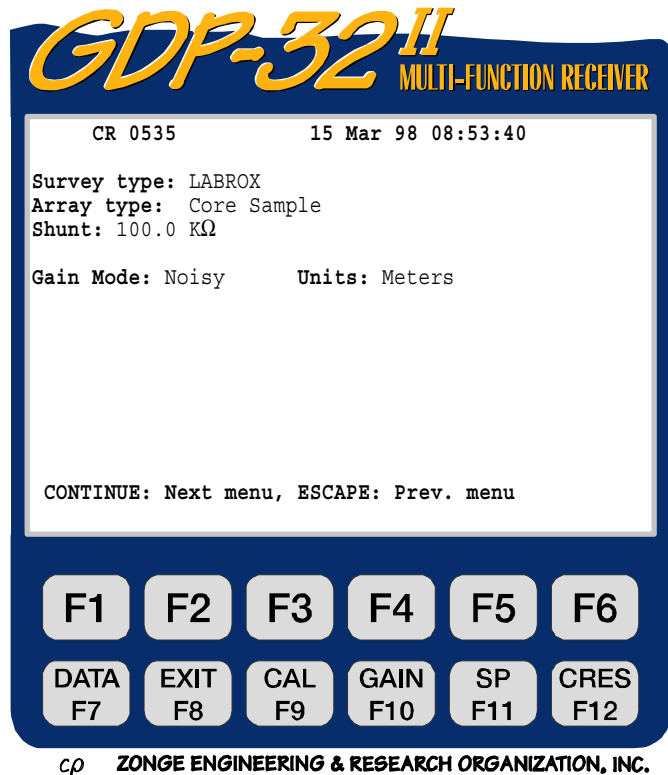 GDP-32 II
MULTI-FUNCTION RECEIVER
CR 0535 15 Mar 98 08:53:40
Survey type: LABROX
Array type: Core Sample
Shunt: 100.0 KΩ
Gain Mode: Noisy Units: Meters
CONTINUE: Next menu, ESCAPE: Prev. menu
F1 F2 F3 F4 F5 F6
DATA EXIT CAL GAIN SP CRES
F7 F8 F9 F10 F11 F12
cρ ZONGE ENGINEERING & RESEARCH ORGANIZATION, INC.